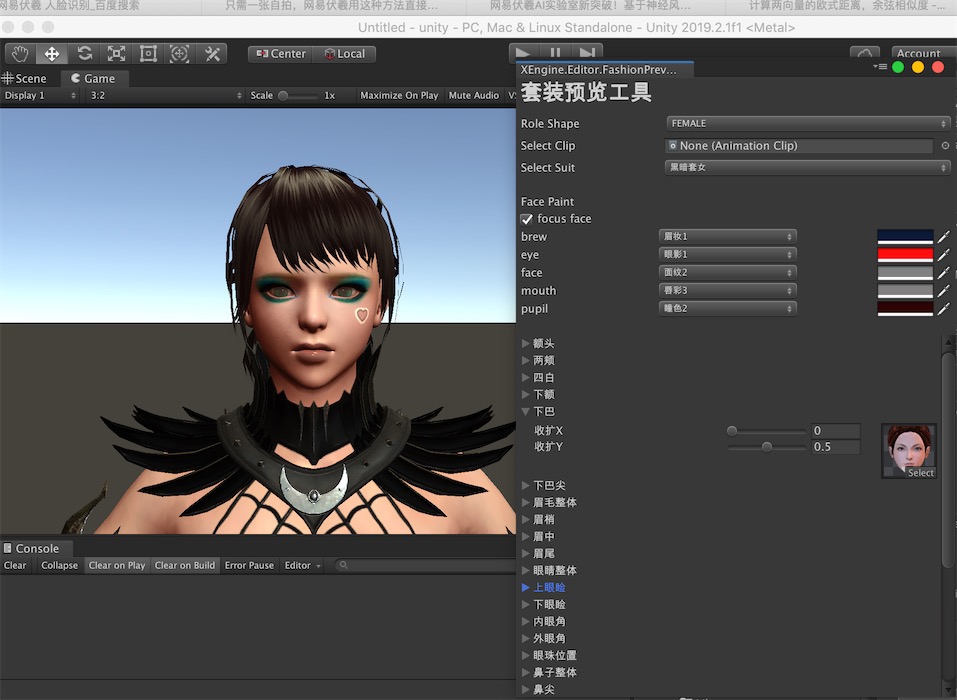 网易伏羲 人脸识别_百度搜索
只需一张自拍，网易伏羲用这种方法直接...
网易伏羲AI实验室新突破！基于神经风...
计算两向量的欧式距离，余弦相似度 -...
Untitled - unity - PC, Mac & Linux Standalone - Unity 2019.2.1f1 <Metal>
Center
Local
Account
Scene
Game
Display 1
3:2
Scale
1x
Maximize On Play
Mute Audio
XEngine.Editor.FashionPrev...
套装预览工具
Role Shape
FEMALE
Select Clip
None (Animation Clip)
Select Suit
黑暗套女
Face Paint
focus face
brew
眉妆1
eye
眼影1
face
面纹2
mouth
唇彩3
pupil
瞳色2
额头
两颊
四白
下颚
下巴
收扩X
0
收扩Y
0.5
Select
下巴尖
眉毛整体
眉梢
眉中
眉尾
眼睛整体
上眼睑
下眼睑
内眼角
外眼角
眼珠位置
鼻子整体
鼻尖
Console
Clear
Collapse
Clear on Play
Clear on Build
Error Pause
Editor